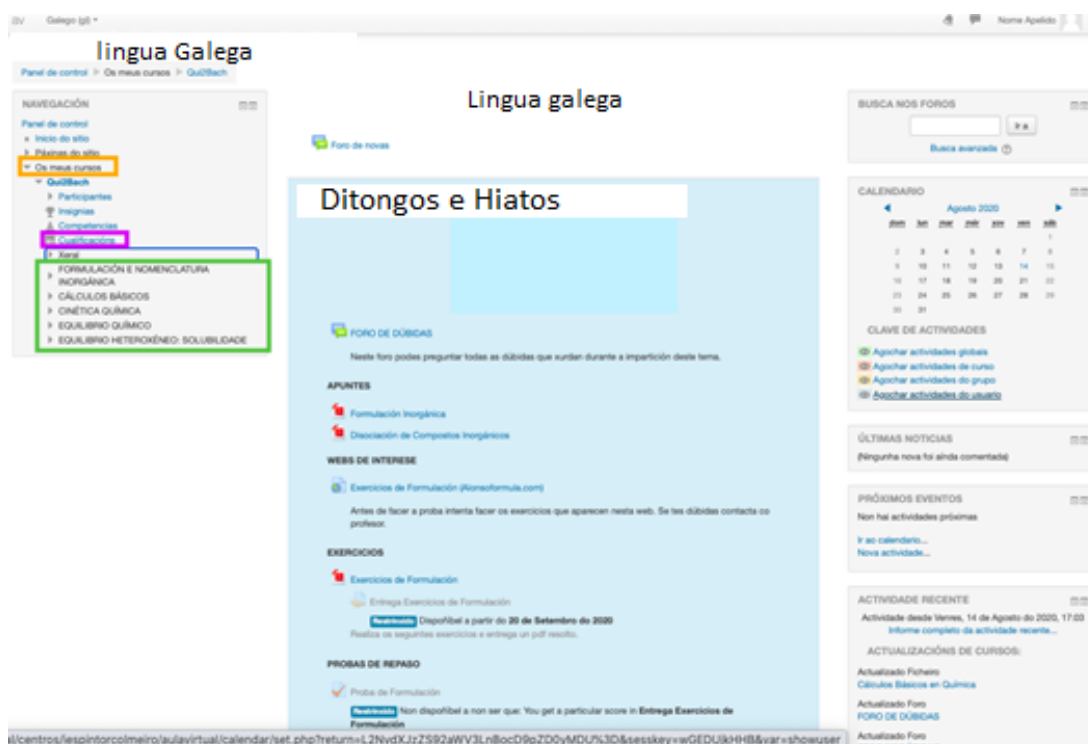 Galego (gl)
Nome Apelido
lingua Galega
Panel de control Os meus cursos Qui2Bach
Lingua galega
NAVEGACIÓN
Panel de control
Inicio do sitio
Páxinas do sitio
Os meus cursos
Qui2Bach
Participantes
Insignias
Competencias
Cualificacións
Xeral
FORMULACIÓN E NOMENCLATURA
INORGÁNICA
CÁLCULOS BÁSICOS
CINÉTICA QUÍMICA
EQUILIBRIO QUÍMICO
EQUILIBRIO HETEROXÉNEO: SOLUBILIDADE
Foro de novas
Ditongos e Hiatos
FORO DE DÚBIDAS
Neste foro podes preguntar todas as dúbidas que xurdan durante a impartición deste tema.
APUNTES
Formulación Inorgánica
Disociación de Compostos Inorgánicos
WEBS DE INTERESE
Exercicios de Formulación (Alonsoformula.com)
Antes de facer a proba intenta facer os exercicios que aparecen nesta web. Se tes dúbidas contacta co
profesor.
EXERCICIOS
Exercicios de Formulación
Entrega Exercicios de Formulación
Restrinxido Dispoñibel a partir do 20 de Setembro do 2020
Realiza os seguintes exercicios e entrega un pdf resolto.
PROBAS DE REPASO
Proba de Formulación
Restrinxido Non dispoñibel a non ser que: You get a particular score in Entrega Exercicios de
Formulación
BUSCA NOS FOROS
Ir a
Busca avanzada
CALENDARIO
Agosto 2020
dom lun mar mér xov ven sáb
1
2 3 4 5 6 7 8
9 10 11 12 13 14 15
16 17 18 19 20 21 22
23 24 25 26 27 28 29
30 31
CLAVE DE ACTIVIDADES
Agochar actividades globais
Agochar actividades de curso
Agochar actividades do grupo
Agochar actividades do usuario
ÚLTIMAS NOTICIAS
(Ningunha nova foi aínda comentada)
PRÓXIMOS EVENTOS
Non hai actividades próximas
Ir ao calendario...
Nova actividade...
ACTIVIDADE RECENTE
Actividade desde Venres, 14 de Agosto do 2020, 17:03
Informe completo da actividade recente...
ACTUALIZACIÓNS DE CURSOS:
Actualizado Ficheiro
Cálculos Básicos en Química
Actualizado Foro
FORO DE DÚBIDAS
Actualizado Foro